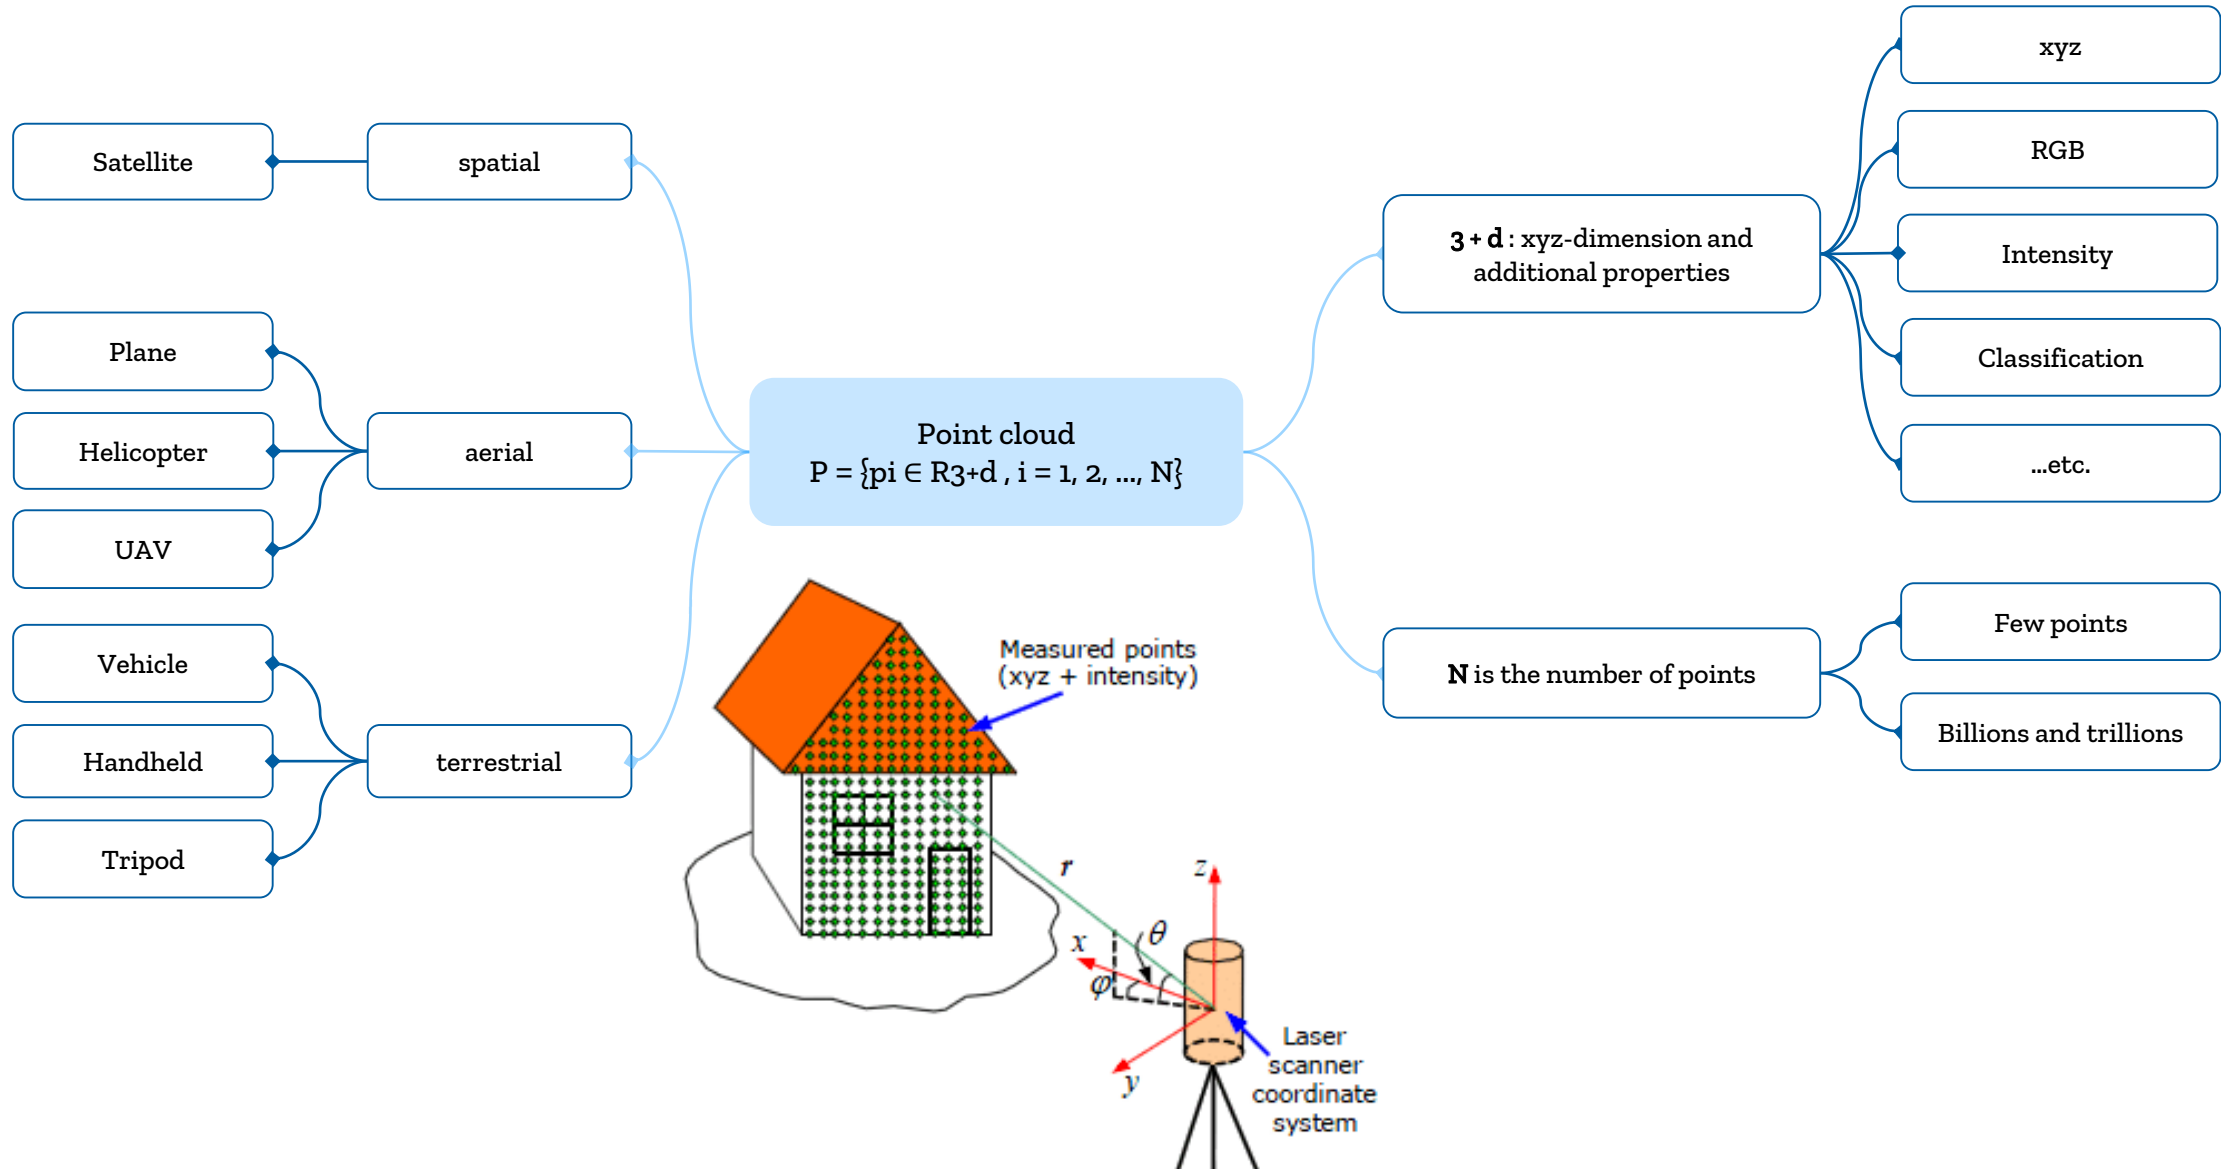 Satellite
spatial
Plane
Helicopter
UAV
aerial
Vehicle
Handheld
Tripod
terrestrial
Point cloud
P = {pi ∈ R3+d , i = 1, 2, ..., N}
3 + d : xyz-dimension and
additional properties
xyz
RGB
Intensity
Classification
...etc.
N is the number of points
Few points
Billions and trillions
Measured points
(xyz + intensity)
r
z
θ
x
φ
y
Laser
scanner
coordinate
system